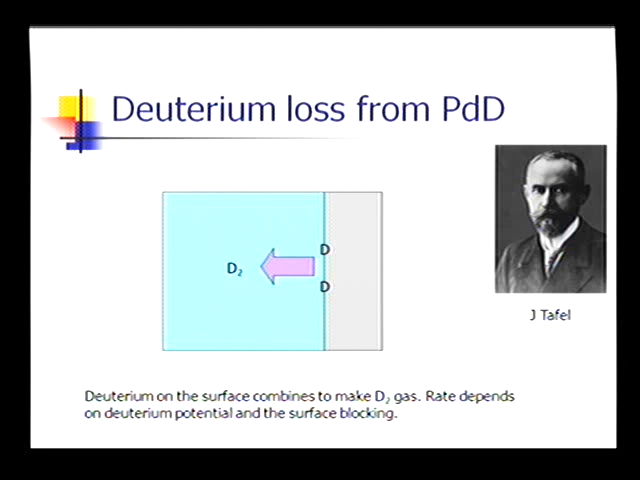 Deuterium loss from PdD
D
D₂
D
J Tafel
Deuterium on the surface combines to make D₂ gas. Rate depends
on deuterium potential and the surface blocking.